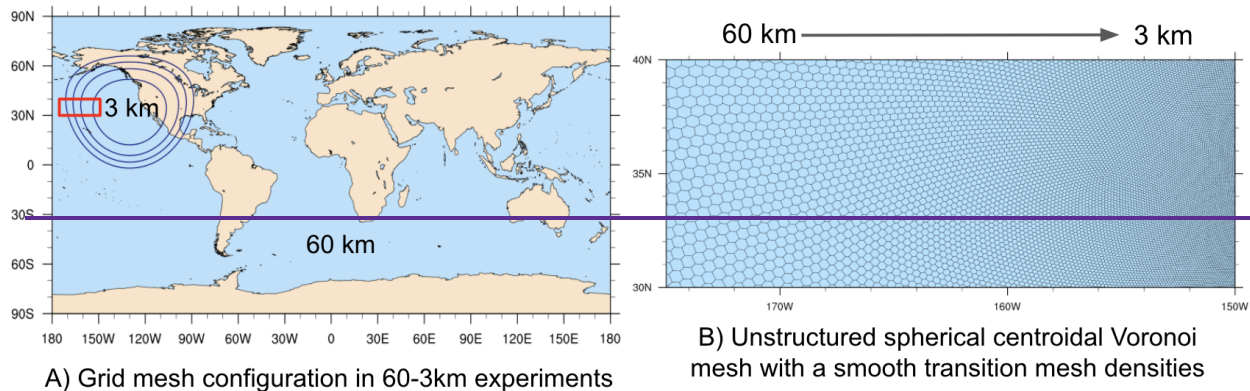 60 km 3 km
90N
60N
30N
0
30S
60S
90S
3 km
60 km
180 150W 120W 90W 60W 30W 0E 30E 60E 90E 120E 150E 180
A) Grid mesh configuration in 60-3km experiments
40N
35N
30N
170W 160W 150W
B) Unstructured spherical centroidal Voronoi
mesh with a smooth transition mesh densities